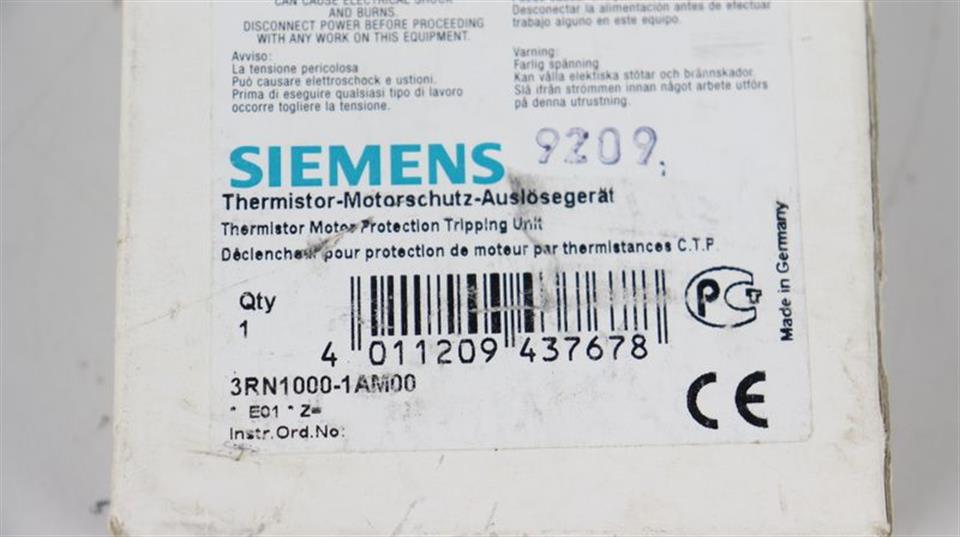 CAN CAUSE ELECTRICAL SHOCK
AND BURNS.
DISCONNECT POWER BEFORE PROCEEDING
WITH ANY WORK ON THIS EQUIPMENT.
Avviso:
La tensione pericolosa
Può causare elettroschock e ustioni.
Prima di eseguire qualsiasi tipo di lavoro
occorre togliere la tensione.
Desconectar la alimentación antes de efectuar
trabajo alguno en este equipo.
Varning:
Farlig spänning
Kan vålla elektiska stötar och brännskador.
Slå ifrån strömmen innan något arbete utförs
på denna utrustning.
SIEMENS
9209
Thermistor-Motorschutz-Auslösegerät
Thermistor Motor Protection Tripping Unit
Déclencheur pour protection de moteur par thermistances C.T.P.
Qty
1
4 011209 437678
3RN1000-1AM00
* E01 * Z=
Instr.Ord.No:
PC
Made in Germany
CE